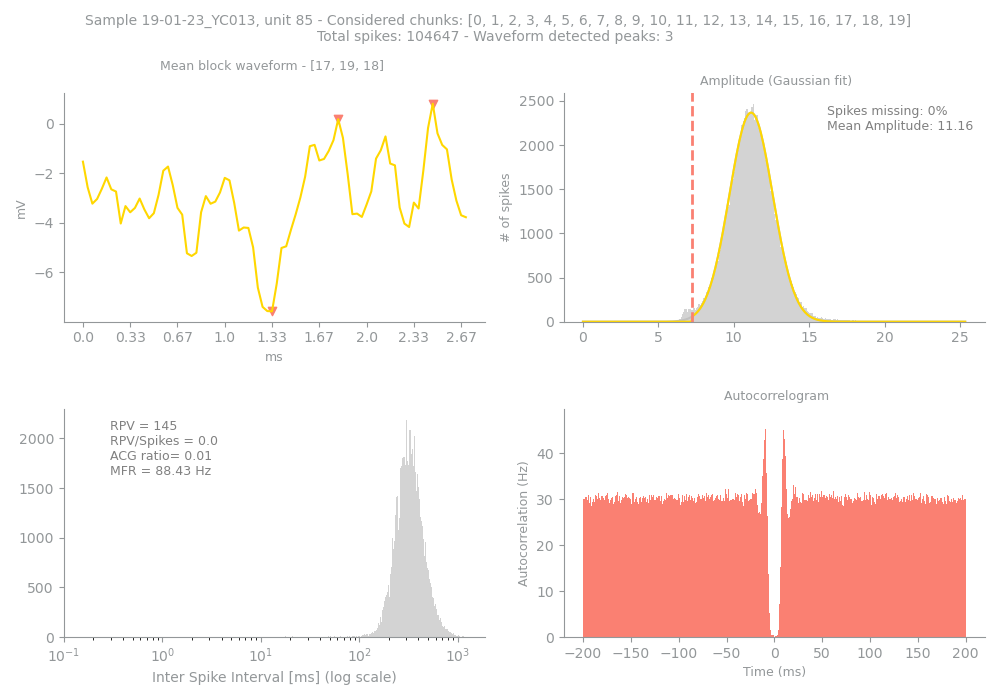 Sample 19-01-23_YC013, unit 85 - Considered chunks: [0, 1, 2, 3, 4, 5, 6, 7, 8, 9, 10, 11, 12, 13, 14, 15, 16, 17, 18, 19]
Total spikes: 104647 - Waveform detected peaks: 3
Mean block waveform - [17, 19, 18]
mV
0
−2
−4
−6
0.0 0.33 0.67 1.0 1.33 1.67 2.0 2.33 2.67
ms
Amplitude (Gaussian fit)
Spikes missing: 0%
Mean Amplitude: 11.16
# of spikes
2500
2000
1500
1000
500
0
0 5 10 15 20 25
RPV = 145
RPV/Spikes = 0.0
ACG ratio= 0.01
MFR = 88.43 Hz
2000
1500
1000
500
0
10⁻¹ 10⁰ 10¹ 10² 10³
Inter Spike Interval [ms] (log scale)
Autocorrelogram
Autocorrelation (Hz)
40
30
20
10
0
−200 −150 −100 −50 0 50 100 150 200
Time (ms)